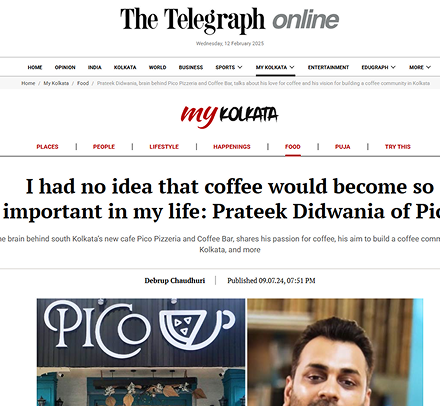 The Telegraph online
Wednesday, 12 February 2025
HOME OPINION INDIA KOLKATA WORLD BUSINESS SPORTS MY KOLKATA ENTERTAINMENT EDUGRAPH MORE
Home / My Kolkata / Food / Prateek Didwania, brain behind Pico Pizzeria and Coffee Bar, talks about his love for coffee and his vision for building a coffee community in Kolkata
my KOLKATA
PLACES | PEOPLE | LIFESTYLE | HAPPENINGS | FOOD | PUJA | TRY THIS
I had no idea that coffee would become so
important in my life: Prateek Didwania of Pic
e brain behind south Kolkata's new cafe Pico Pizzeria and Coffee Bar, shares his passion for coffee, his aim to build a coffee comm
Kolkata, and more
Debrup Chaudhuri | Published 09.07.24, 07:51 PM
PICO